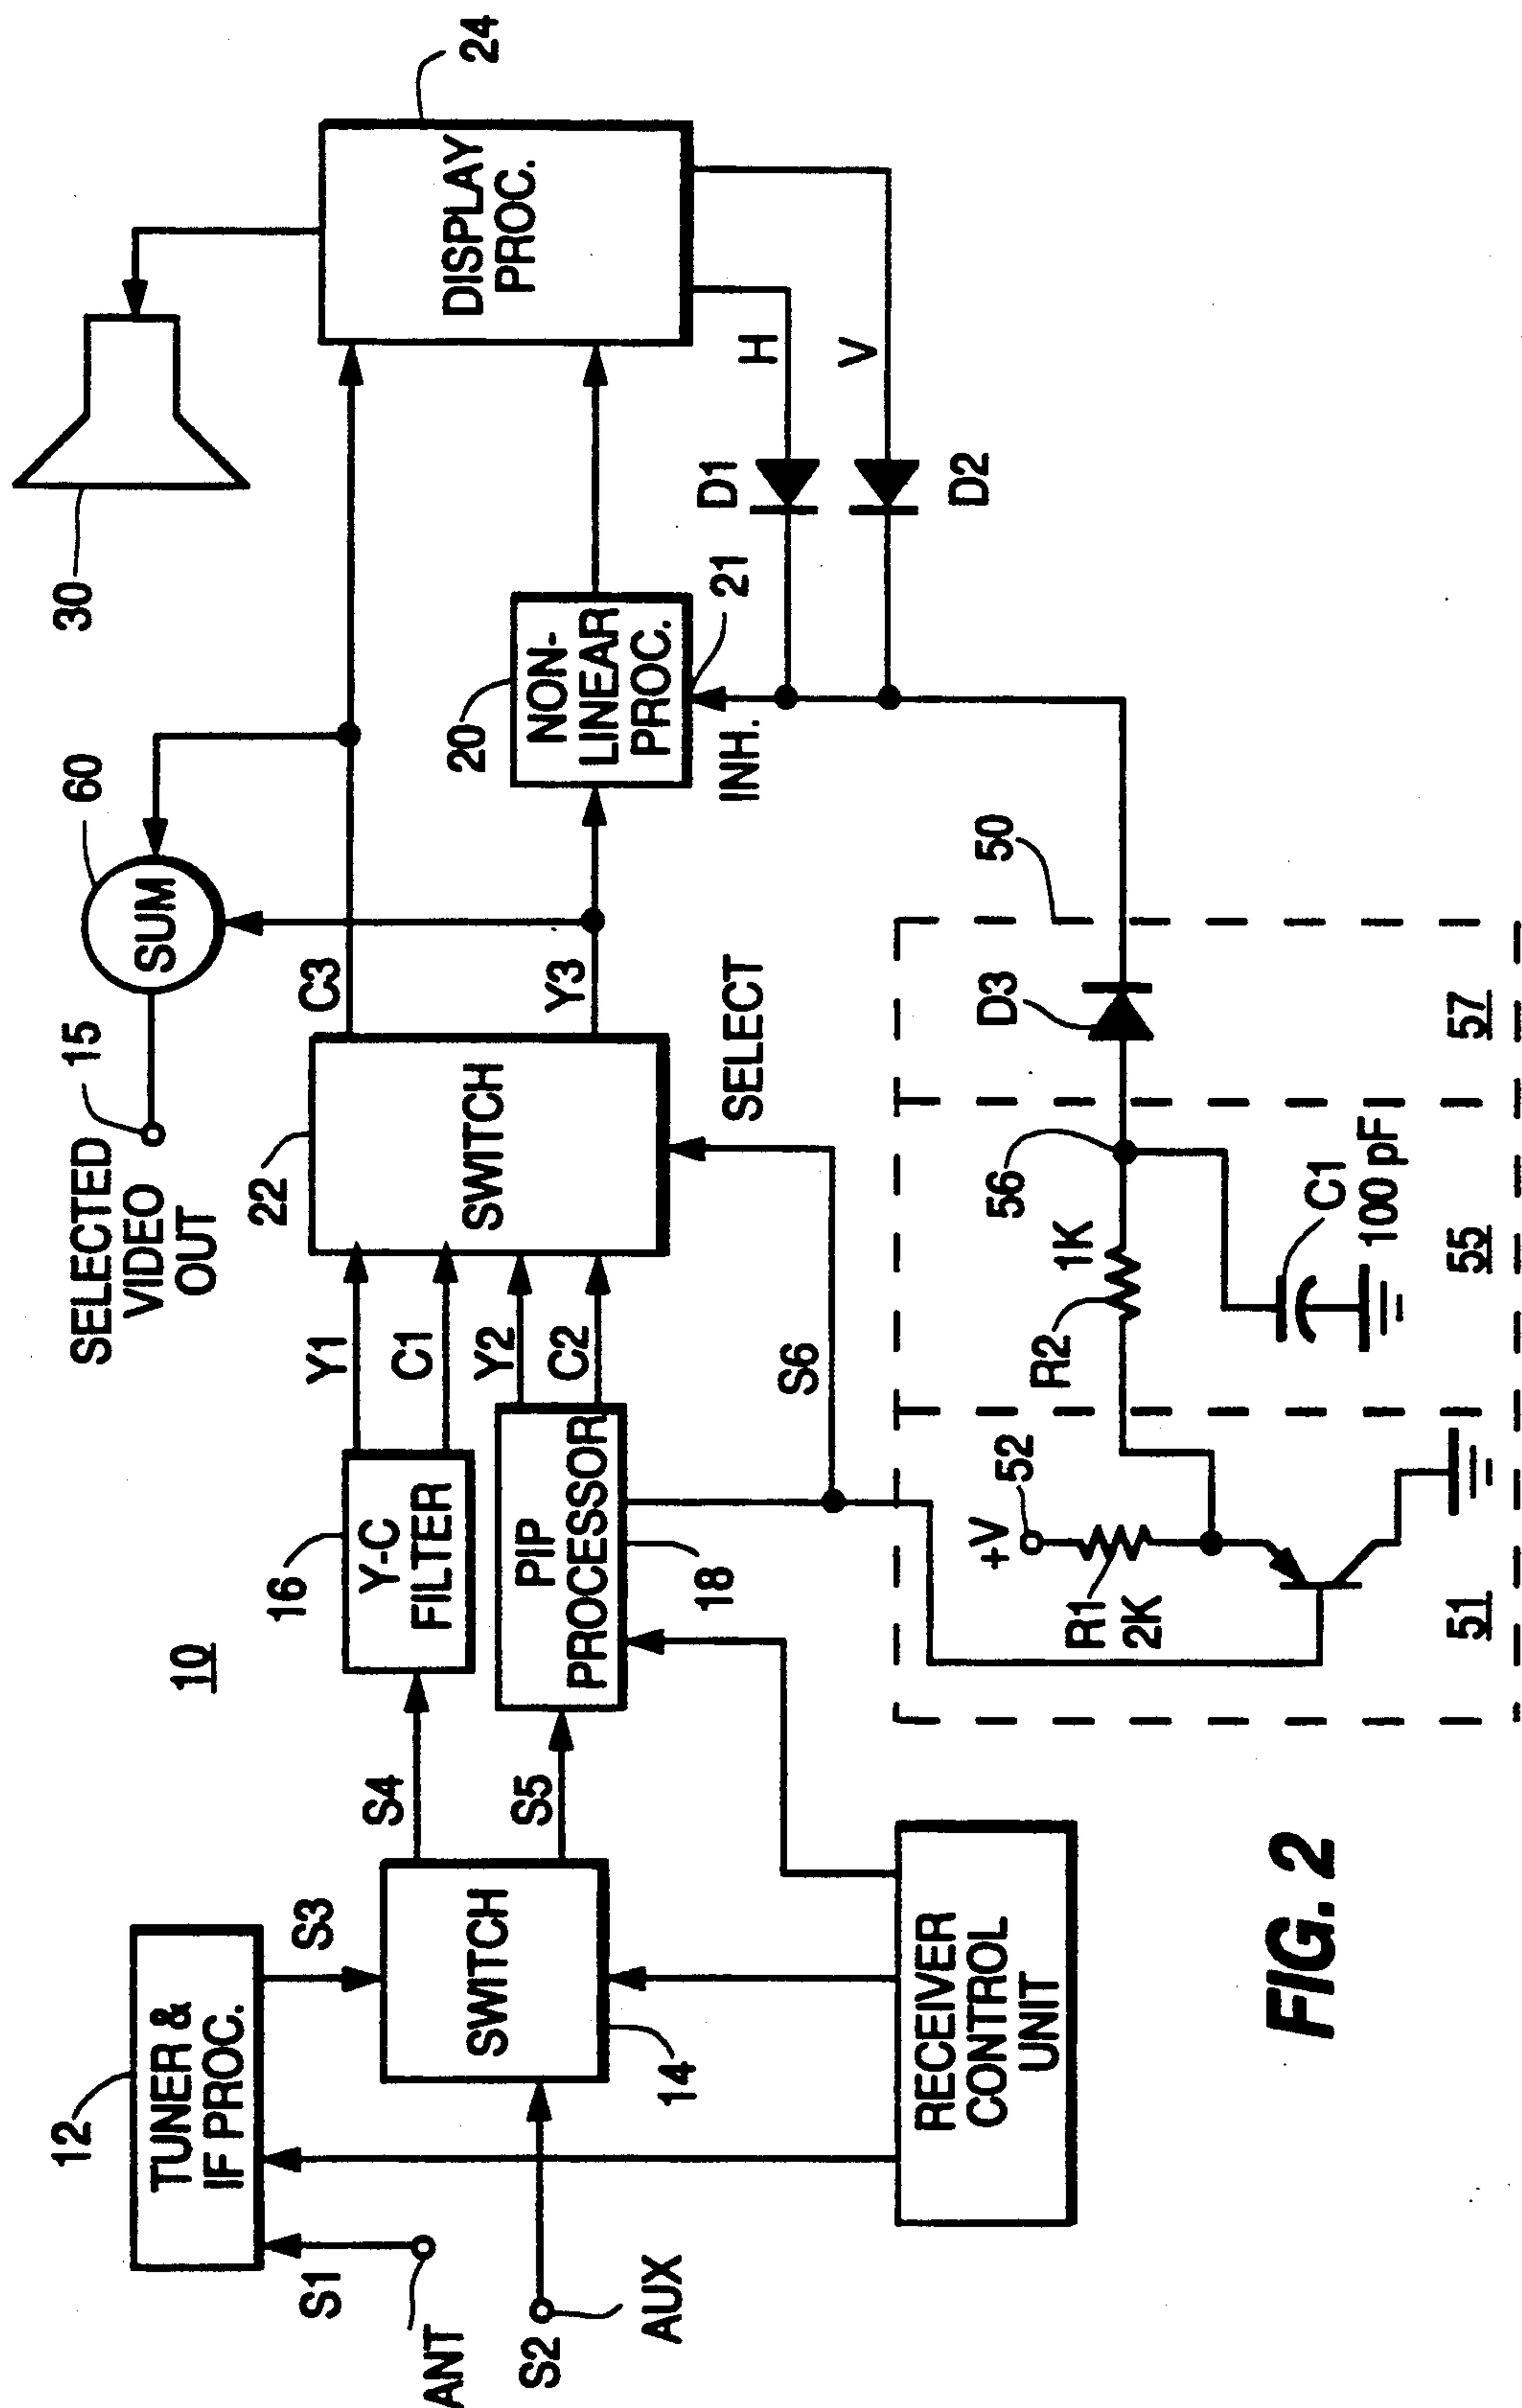 10
12
TUNER &
IF PROC.
S1
ANT
S2
AUX
S3
SWITCH
14
S4
S5
RECEIVER
CONTROL
UNIT
16
Y-C
FILTER
PIP
PROCESSOR
18
Y1
C1
Y2
C2
S6
22
SWITCH
SELECT
SELECTED
VIDEO
OUT
15
SUM
60
C3
Y3
20
NON-
LINEAR
PROC.
INH.
21
30
DISPLAY
PROC.
24
H
V
D1
D2
50
+V
52
R1
2K
51
R2
1K
56
C1
100 pF
55
D3
57
FIG. 2